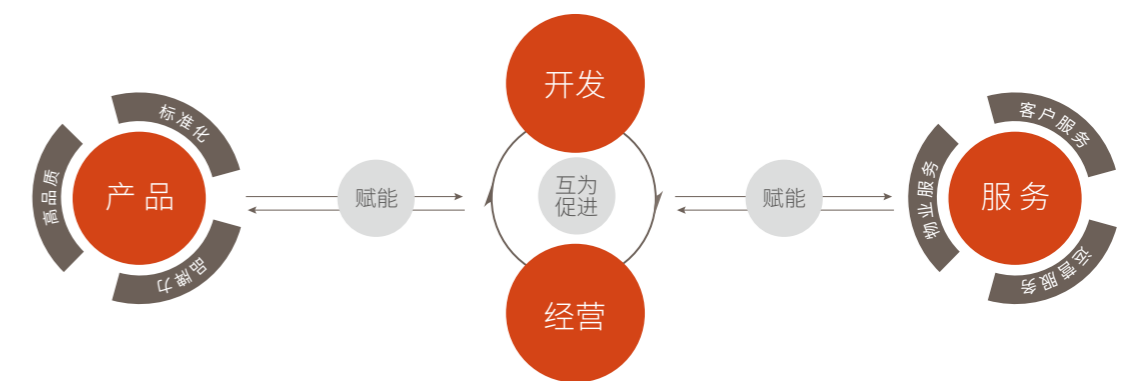 标准化
高品质
产品
品牌力
赋能
开发
互为
促进
经营
赋能
客户服务
物业服务
服务
运营服务